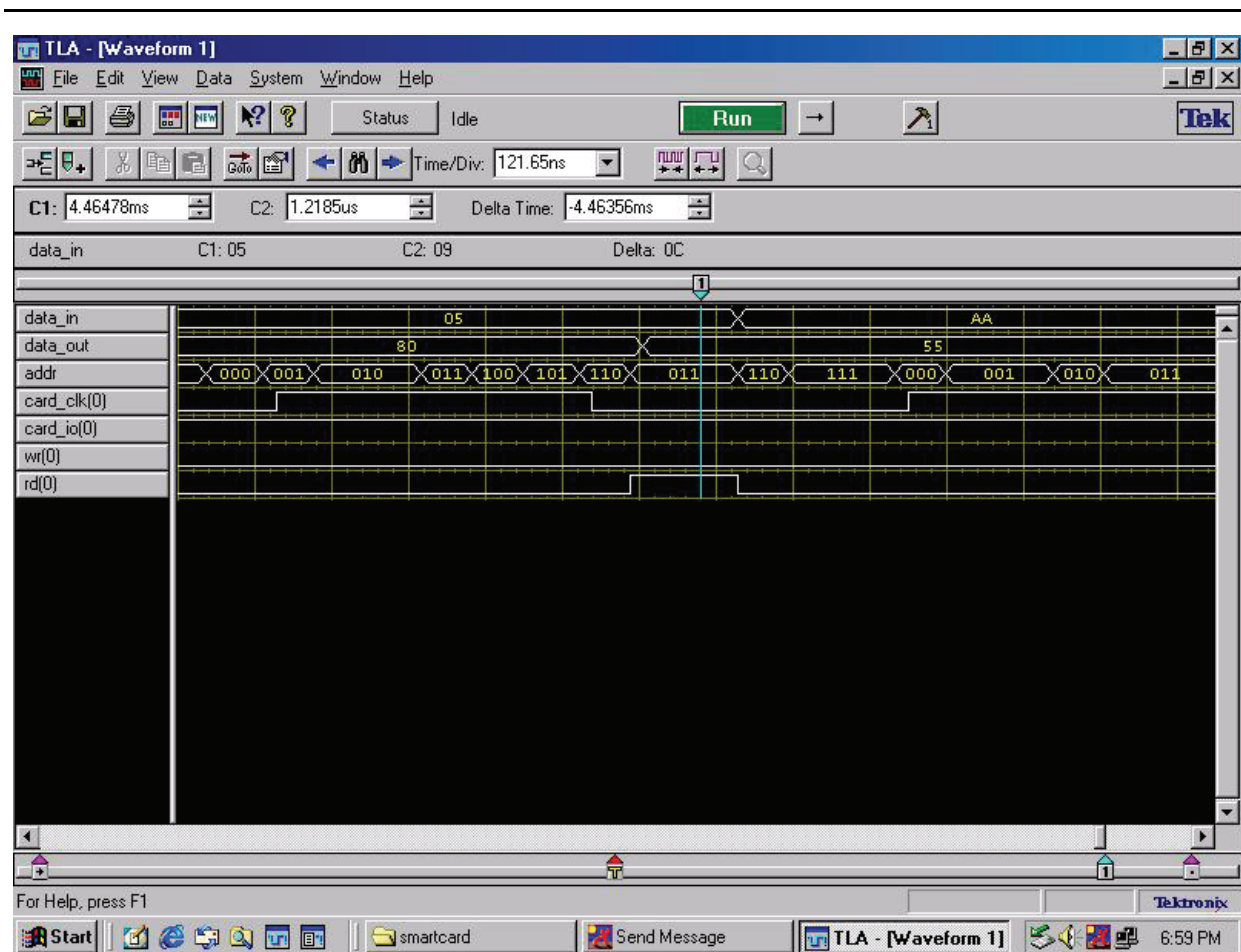 TLA - [Waveform 1]
File Edit View Data System Window Help
NEW Status Idle Run Tek
Goto Time/Div: 121.65ns
C1: 4.46478ms C2: 1.2185us Delta Time: -4.46356ms
data_in C1: 05 C2: 09 Delta: 0C
1
data_in 05 AA
data_out 80 55
addr 000 001 010 011 100 101 110 011 110 111 000 001 010 011
card_clk(0)
card_io(0)
wr(0)
rd(0)
T 1
For Help, press F1 Tektronix
Start smartcard Send Message TLA - [Waveform 1] 6:59 PM